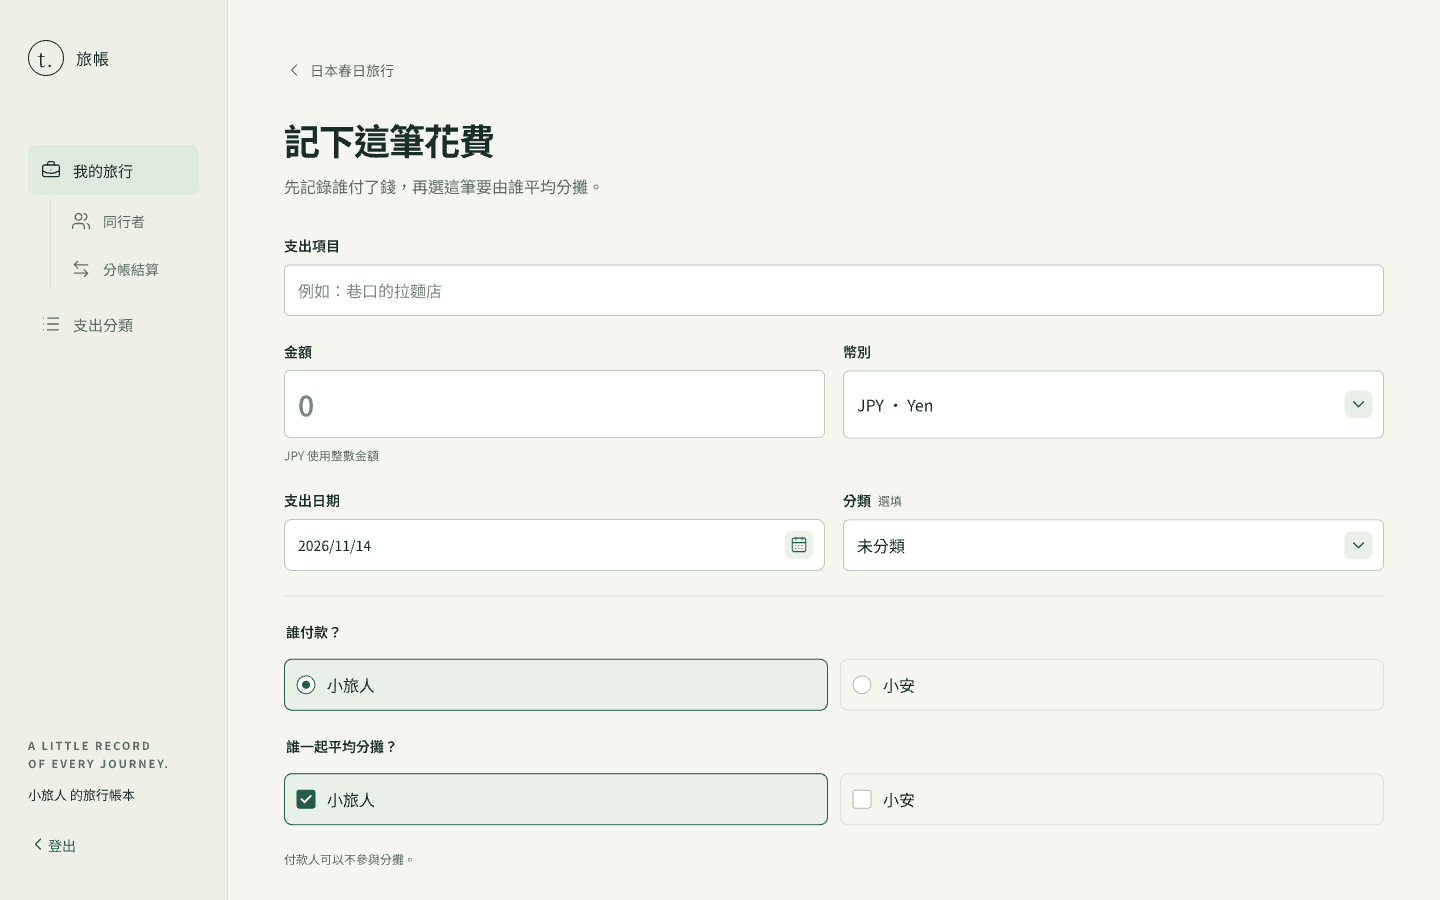 t. 旅帳
我的旅行
同行者
分帳結算
支出分類
A LITTLE RECORD
OF EVERY JOURNEY.
小旅人 的旅行帳本
登出
日本春日旅行
記下這筆花費
先記錄誰付了錢，再選這筆要由誰平均分攤。
支出項目
例如：巷口的拉麵店
金額
0
JPY 使用整數金額
幣別
JPY ・ Yen
支出日期
2026/11/14
分類 選填
未分類
誰付款？
小旅人
小安
誰一起平均分攤？
小旅人
小安
付款人可以不參與分攤。